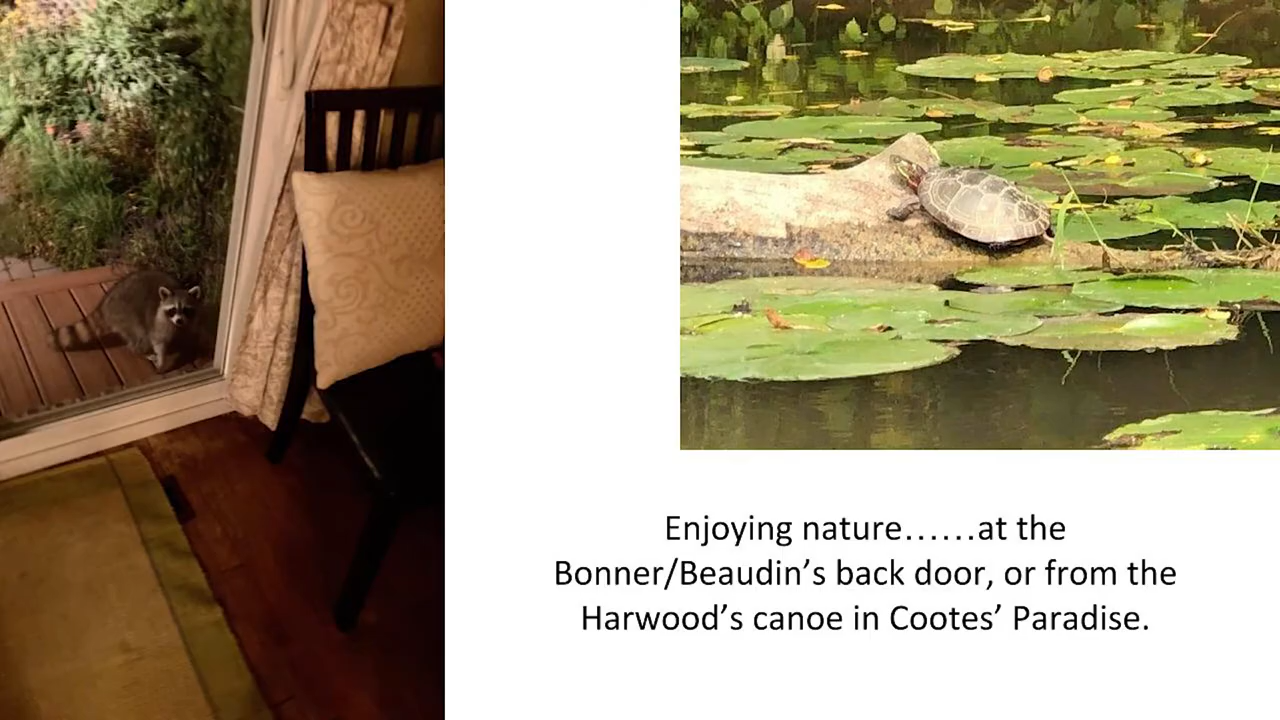 Enjoying nature……at the
Bonner/Beaudin’s back door, or from the
Harwood’s canoe in Cootes’ Paradise.